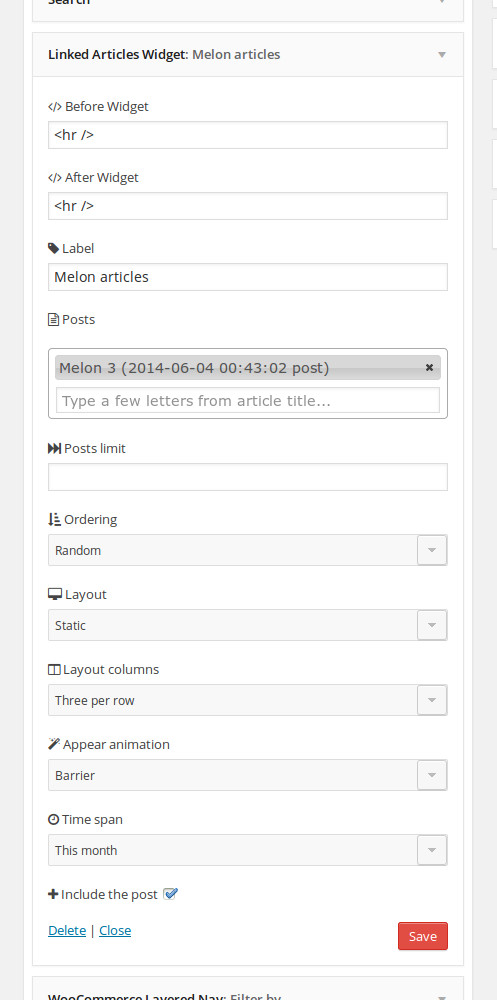 Search
Linked Articles Widget: Melon articles
</> Before Widget
<hr />
</> After Widget
<hr />
Label
Melon articles
Posts
Melon 3 (2014-06-04 00:43:02 post)
Type a few letters from article title...
Posts limit
Ordering
Random
Layout
Static
Layout columns
Three per row
Appear animation
Barrier
Time span
This month
Include the post
Delete | Close
Save
WooCommerce Layered Nav: Filter by